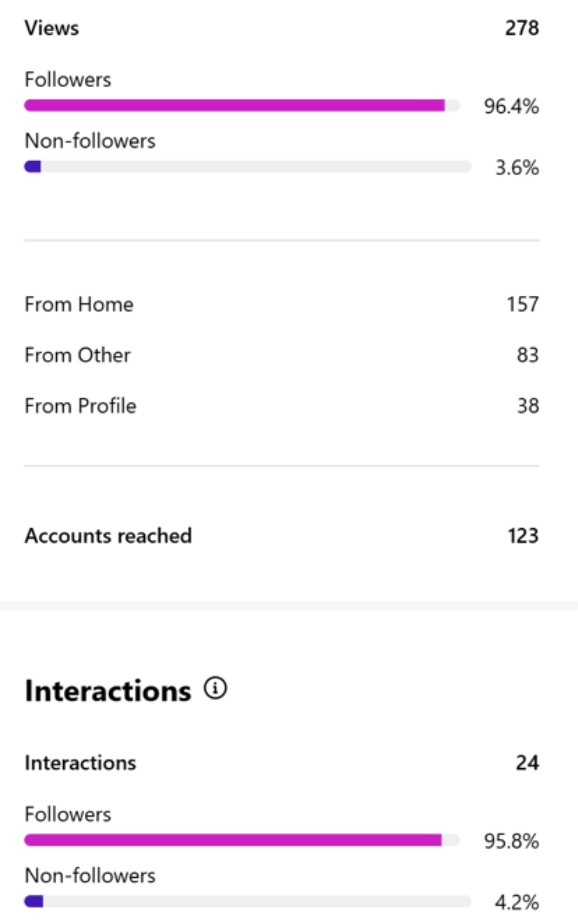 Views 278
Followers
96.4%
Non-followers
3.6%
From Home 157
From Other 83
From Profile 38
Accounts reached 123
Interactions
Interactions 24
Followers
95.8%
Non-followers
4.2%